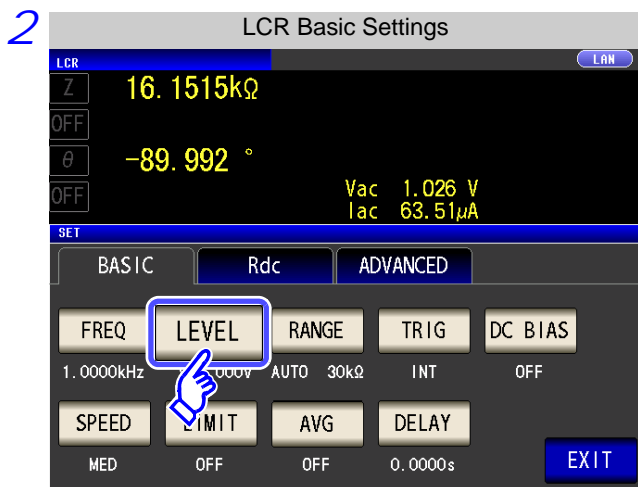 2
LCR Basic Settings
LCR
LAN
Z 16.1515kΩ
OFF
θ -89.992 °
OFF
Vac 1.026 V
Iac 63.51μA
SET
BASIC Rdc ADVANCED
FREQ LEVEL RANGE TRIG DC BIAS
1.0000kHz AUTO 30kΩ INT OFF
SPEED LIMIT AVG DELAY
MED OFF OFF 0.0000s
EXIT